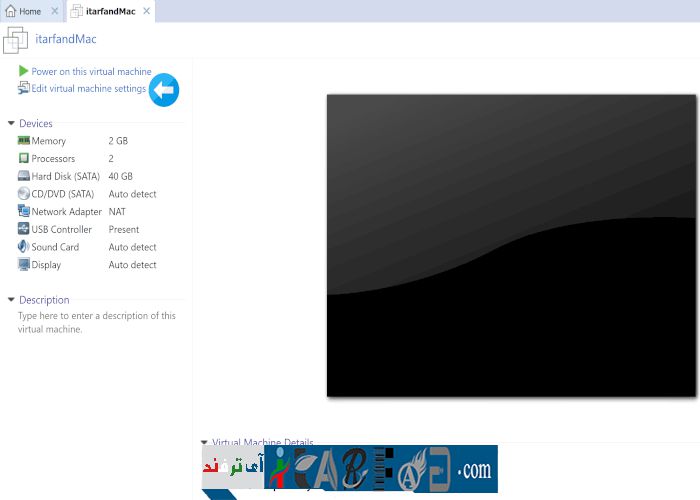 Home
itarfandMac
itarfandMac
Power on this virtual machine
Edit virtual machine settings
Devices
Memory 2 GB
Processors 2
Hard Disk (SATA) 40 GB
CD/DVD (SATA) Auto detect
Network Adapter NAT
USB Controller Present
Sound Card Auto detect
Display Auto detect
Description
Type here to enter a description of this
virtual machine.
Virtual Machine Details
آی ترفند
.com